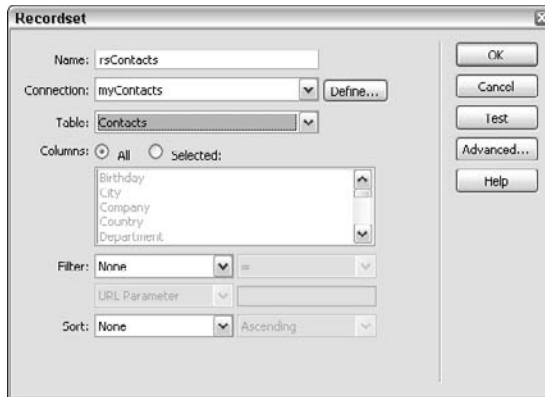 Recordset
Name: rsContacts
OK
Connection: myContacts Define...
Cancel
Table: Contacts
Test
Columns: All Selected:
Advanced...
Birthday
City
Company
Country
Department
Help
Filter: None =
URL Parameter
Sort: None Ascending